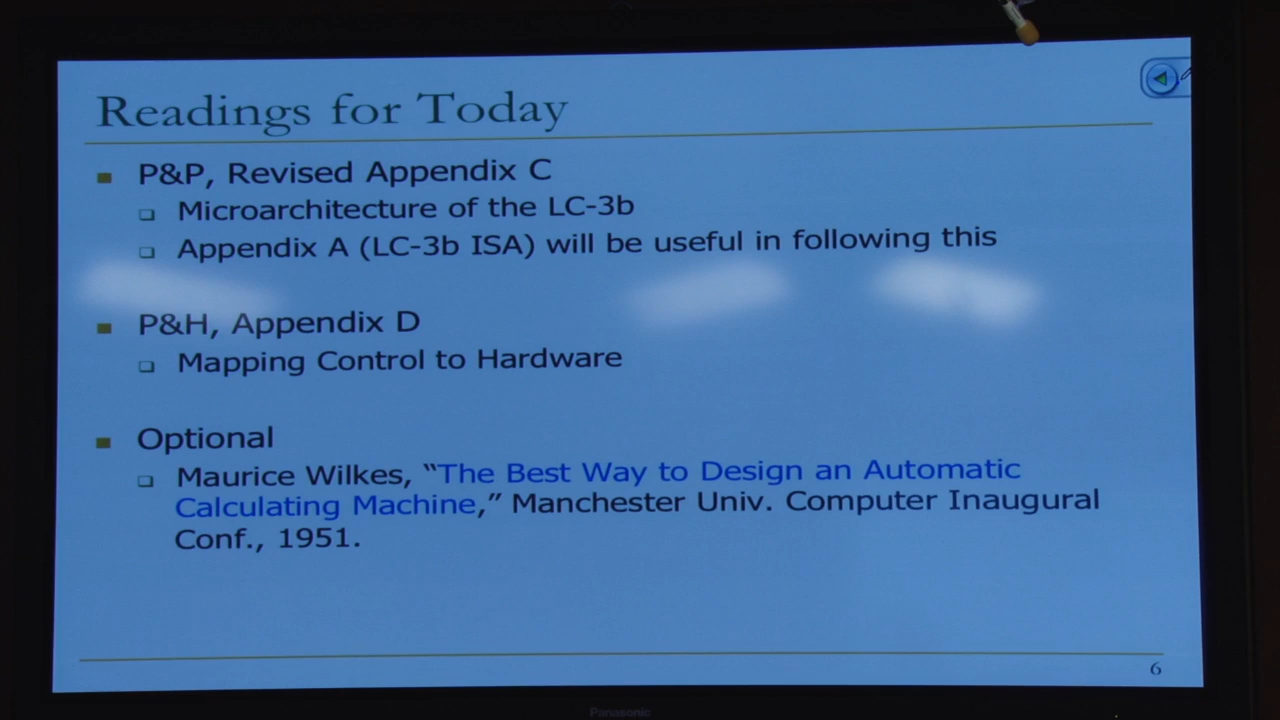 Readings for Today
P&P, Revised Appendix C
Microarchitecture of the LC-3b
Appendix A (LC-3b ISA) will be useful in following this
P&H, Appendix D
Mapping Control to Hardware
Optional
Maurice Wilkes, “The Best Way to Design an Automatic
Calculating Machine,” Manchester Univ. Computer Inaugural
Conf., 1951.
6
Panasonic